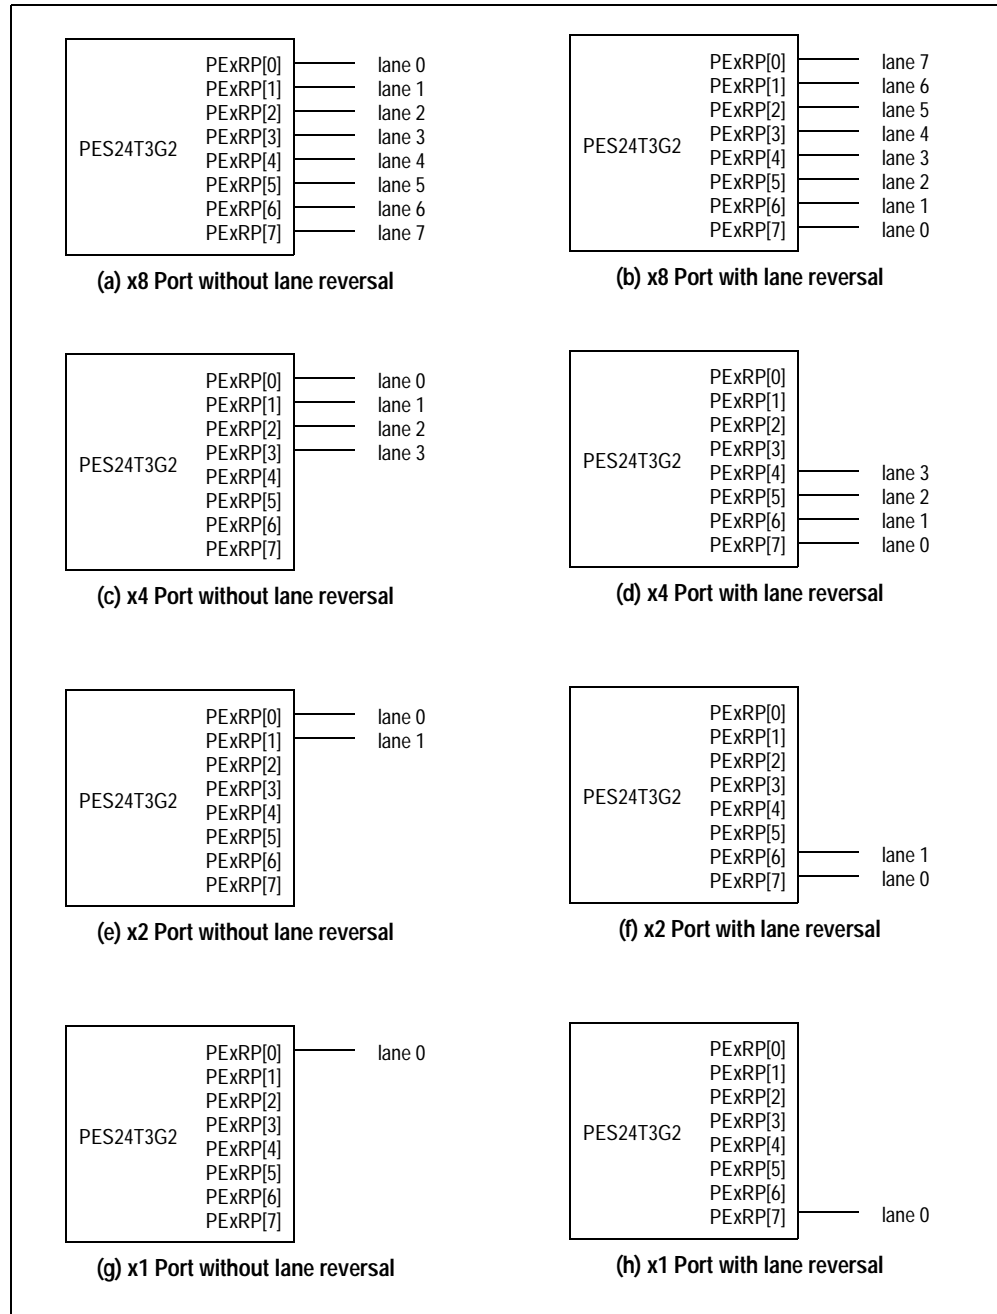 PES24T3G2
PExRP[0] lane 0
PExRP[1] lane 1
PExRP[2] lane 2
PExRP[3] lane 3
PExRP[4] lane 4
PExRP[5] lane 5
PExRP[6] lane 6
PExRP[7] lane 7
(a) x8 Port without lane reversal
PES24T3G2
PExRP[0] lane 7
PExRP[1] lane 6
PExRP[2] lane 5
PExRP[3] lane 4
PExRP[4] lane 3
PExRP[5] lane 2
PExRP[6] lane 1
PExRP[7] lane 0
(b) x8 Port with lane reversal
PES24T3G2
PExRP[0] lane 0
PExRP[1] lane 1
PExRP[2] lane 2
PExRP[3] lane 3
PExRP[4]
PExRP[5]
PExRP[6]
PExRP[7]
(c) x4 Port without lane reversal
PES24T3G2
PExRP[0]
PExRP[1]
PExRP[2]
PExRP[3]
PExRP[4] lane 3
PExRP[5] lane 2
PExRP[6] lane 1
PExRP[7] lane 0
(d) x4 Port with lane reversal
PES24T3G2
PExRP[0] lane 0
PExRP[1] lane 1
PExRP[2]
PExRP[3]
PExRP[4]
PExRP[5]
PExRP[6]
PExRP[7]
(e) x2 Port without lane reversal
PES24T3G2
PExRP[0]
PExRP[1]
PExRP[2]
PExRP[3]
PExRP[4]
PExRP[5]
PExRP[6] lane 1
PExRP[7] lane 0
(f) x2 Port with lane reversal
PES24T3G2
PExRP[0] lane 0
PExRP[1]
PExRP[2]
PExRP[3]
PExRP[4]
PExRP[5]
PExRP[6]
PExRP[7]
(g) x1 Port without lane reversal
PES24T3G2
PExRP[0]
PExRP[1]
PExRP[2]
PExRP[3]
PExRP[4]
PExRP[5]
PExRP[6]
PExRP[7] lane 0
(h) x1 Port with lane reversal